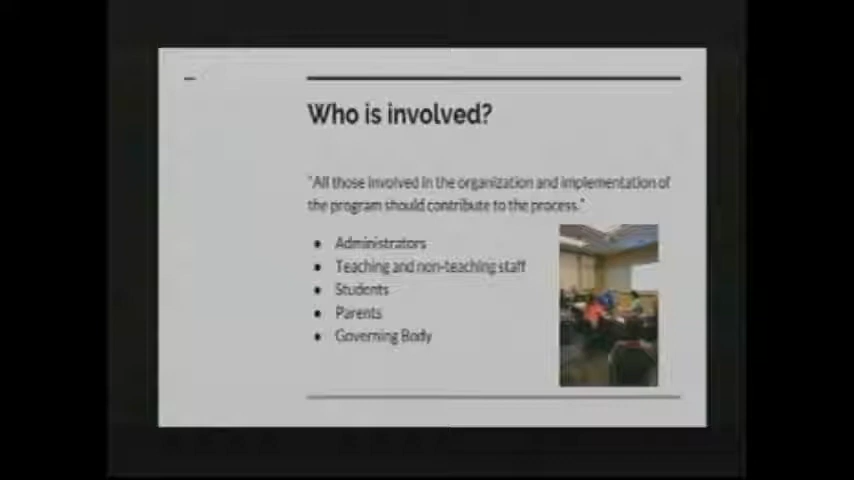 Who is involved?
"All those involved in the organization and implementation of
the program should contribute to the process."
● Administrators
● Teaching and non-teaching staff
● Students
● Parents
● Governing Body